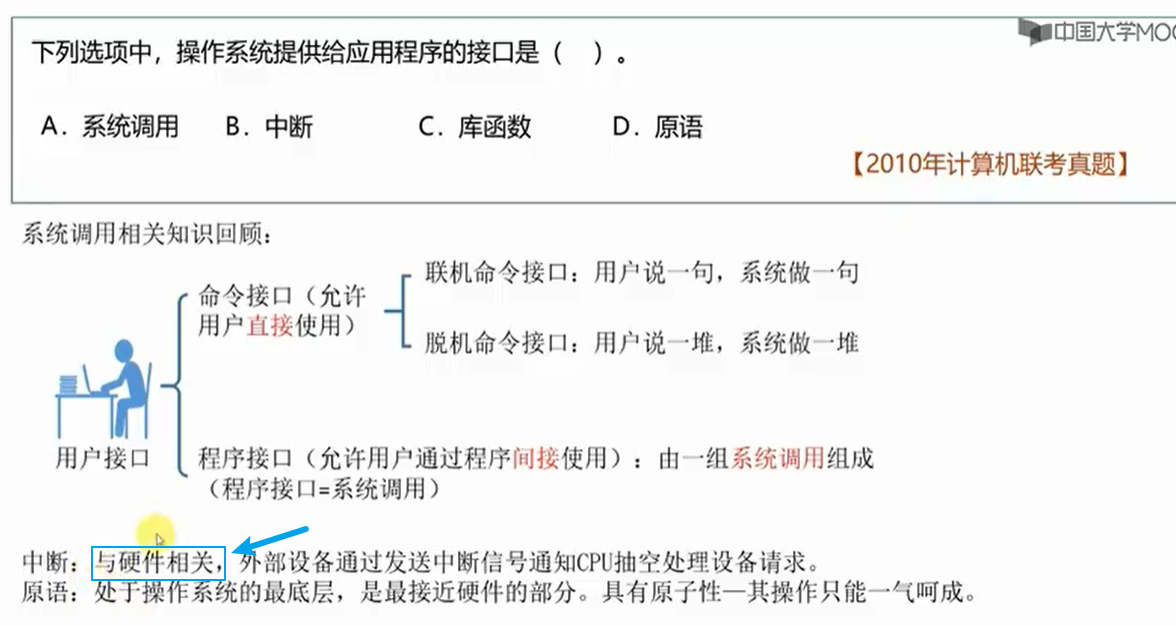 中国大学MOO
下列选项中，操作系统提供给应用程序的接口是（ ）。
A．系统调用 B．中断 C．库函数 D．原语
【2010年计算机联考真题】
系统调用相关知识回顾：
命令接口（允许
用户直接使用）
联机命令接口：用户说一句，系统做一句
脱机命令接口：用户说一堆，系统做一堆
用户接口
程序接口（允许用户通过程序间接使用）：由一组系统调用组成
（程序接口=系统调用）
中断：与硬件相关，外部设备通过发送中断信号通知CPU抽空处理设备请求。
原语：处于操作系统的最底层，是最接近硬件的部分。具有原子性—其操作只能一气呵成。